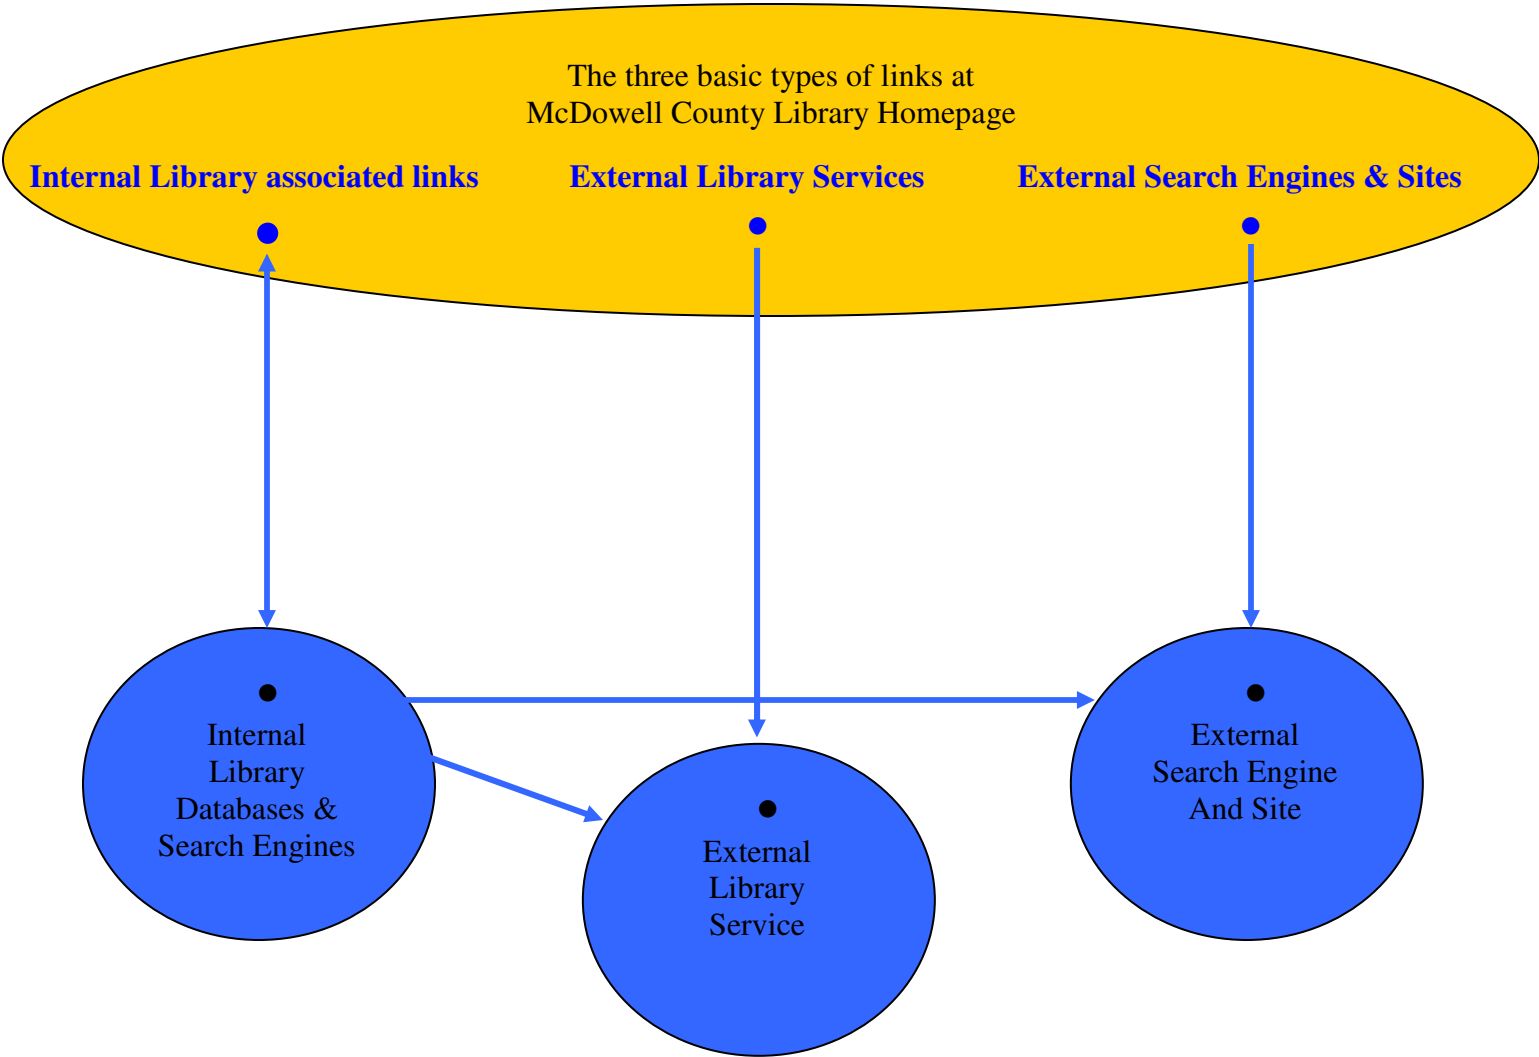 The three basic types of links at
McDowell County Library Homepage
Internal Library associated links
External Library Services
External Search Engines & Sites
Internal
Library
Databases &
Search Engines
External
Library
Service
External
Search Engine
And Site